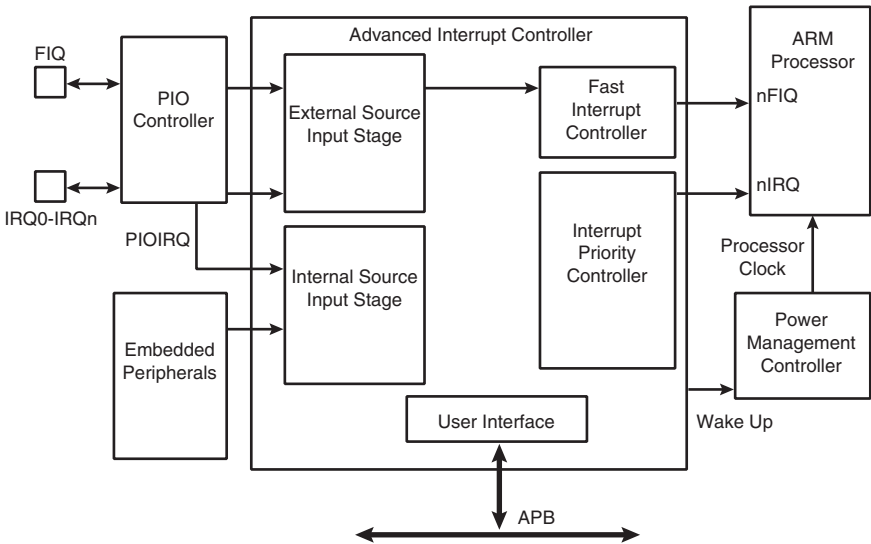 Advanced Interrupt Controller
FIQ
PIO
Controller
IRQ0-IRQn
PIOIRQ
External Source
Input Stage
Internal Source
Input Stage
Embedded
Peripherals
Fast
Interrupt
Controller
Interrupt
Priority
Controller
User Interface
APB
ARM
Processor
nFIQ
nIRQ
Processor
Clock
Power
Management
Controller
Wake Up